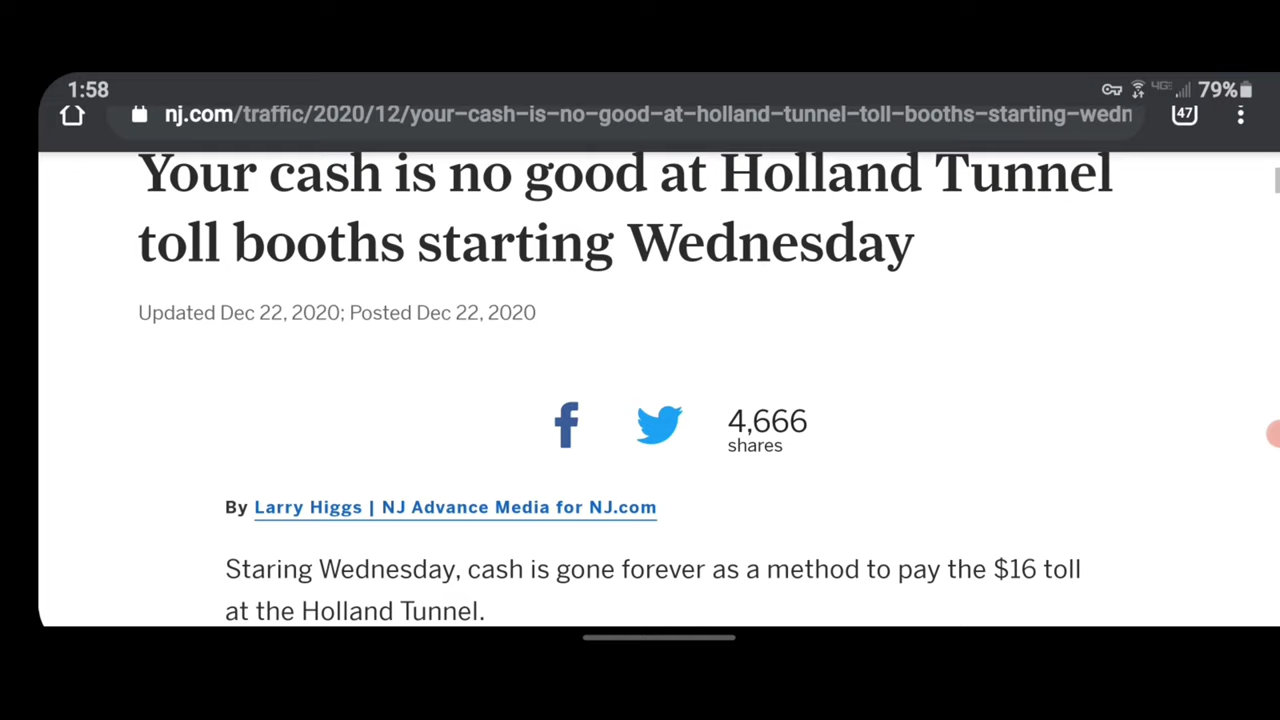 1:58 4GE 79%
nj.com/traffic/2020/12/your-cash-is-no-good-at-holland-tunnel-toll-booths-starting-wedn 47
Your cash is no good at Holland Tunnel
toll booths starting Wednesday
Updated Dec 22, 2020; Posted Dec 22, 2020
4,666
shares
By Larry Higgs | NJ Advance Media for NJ.com
Staring Wednesday, cash is gone forever as a method to pay the $16 toll
at the Holland Tunnel.